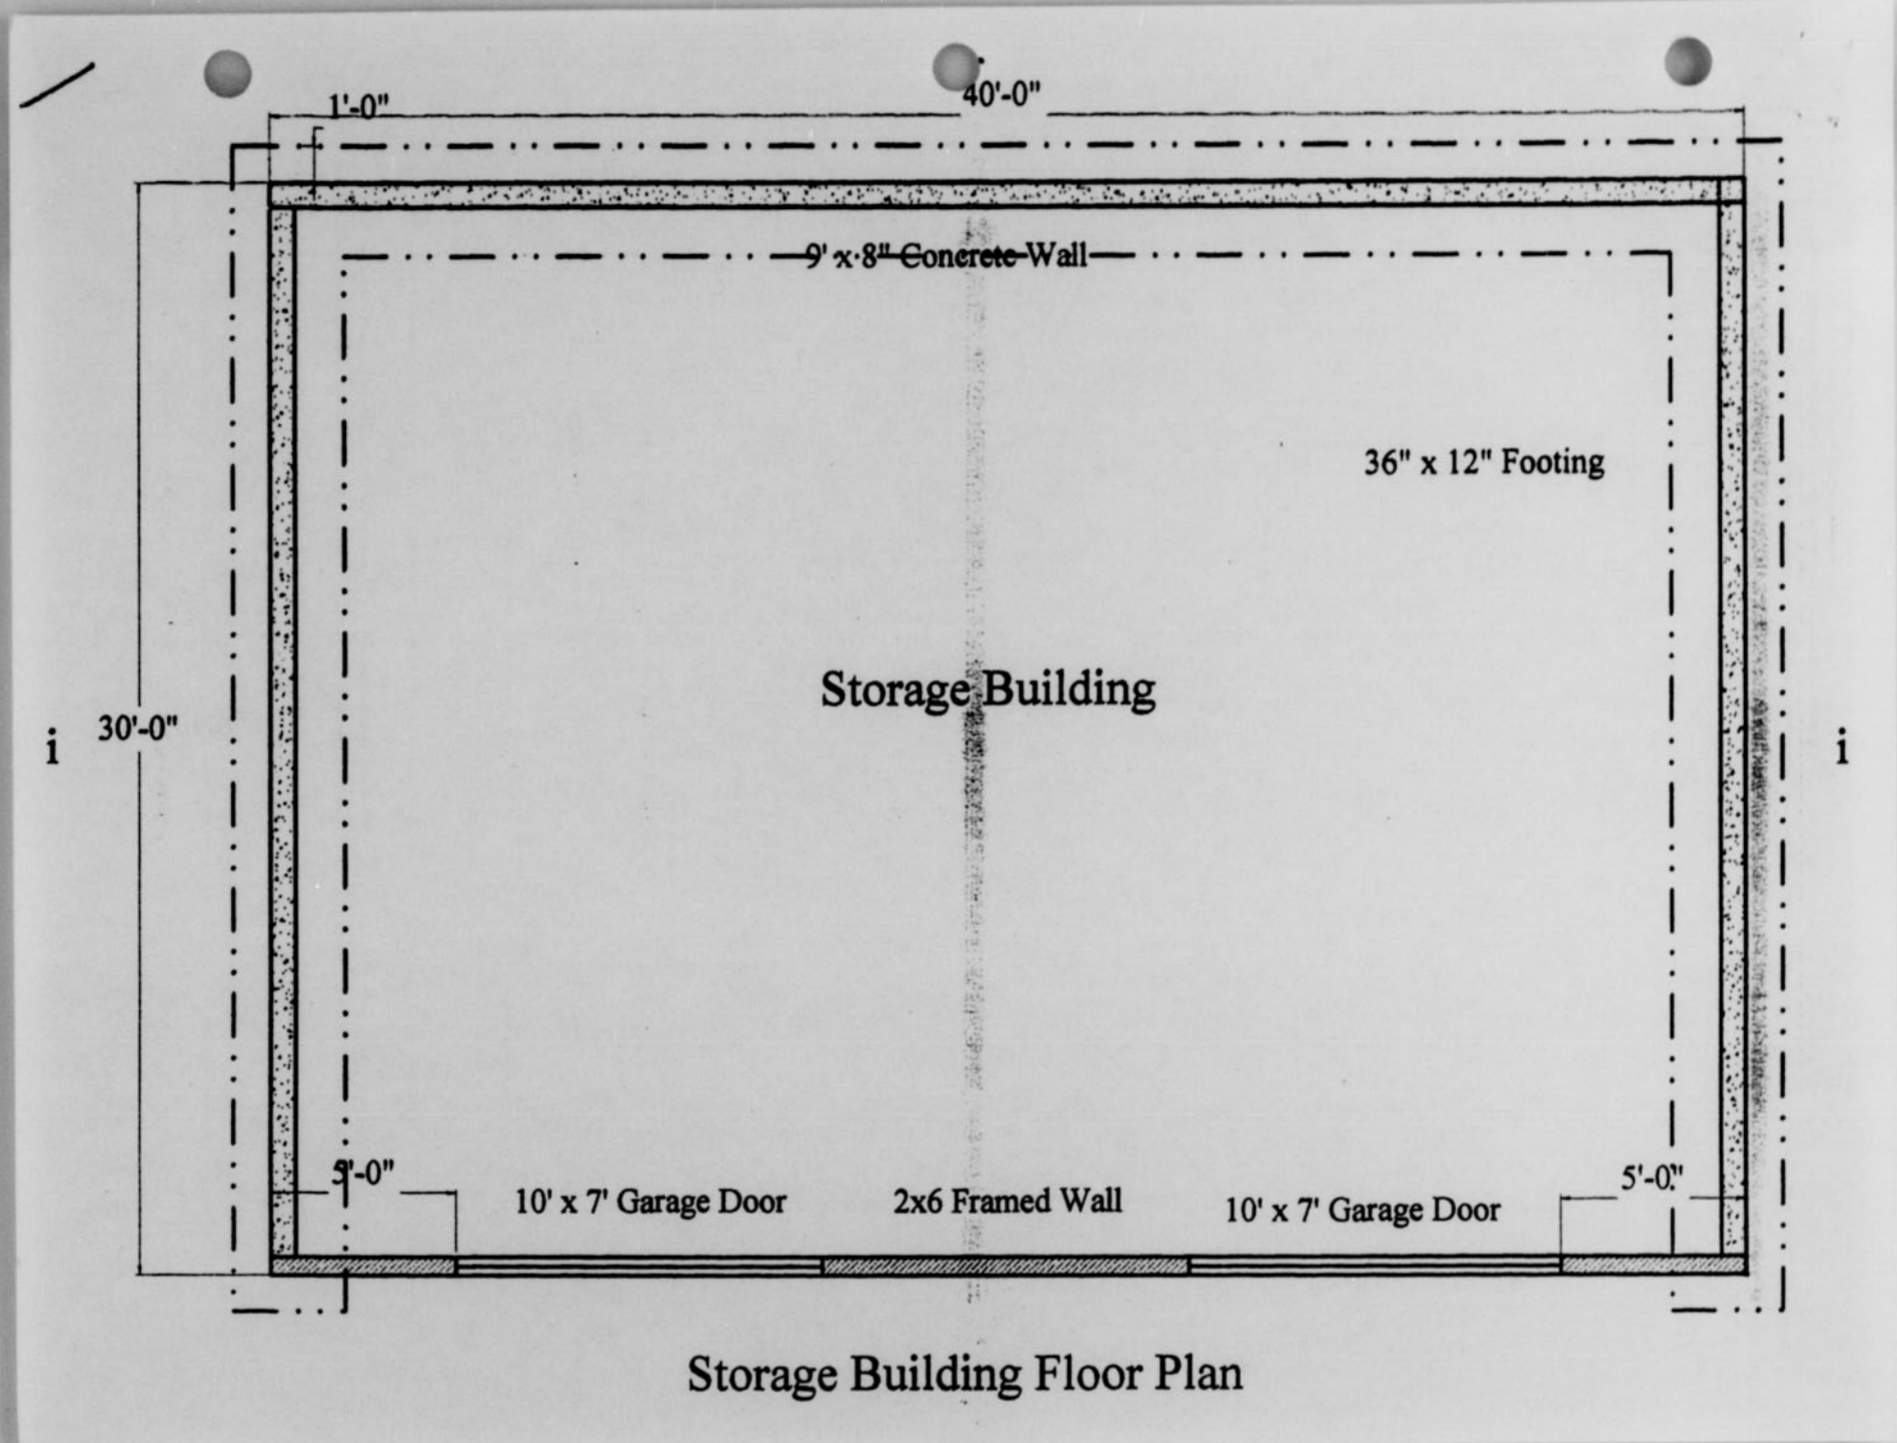 40'-0"
1'-0"
9' x 8" Concrete Wall
36" x 12" Footing
Storage Building
30'-0"
i
i
5'-0"
5'-0"
10' x 7' Garage Door
2x6 Framed Wall
10' x 7' Garage Door
Storage Building Floor Plan